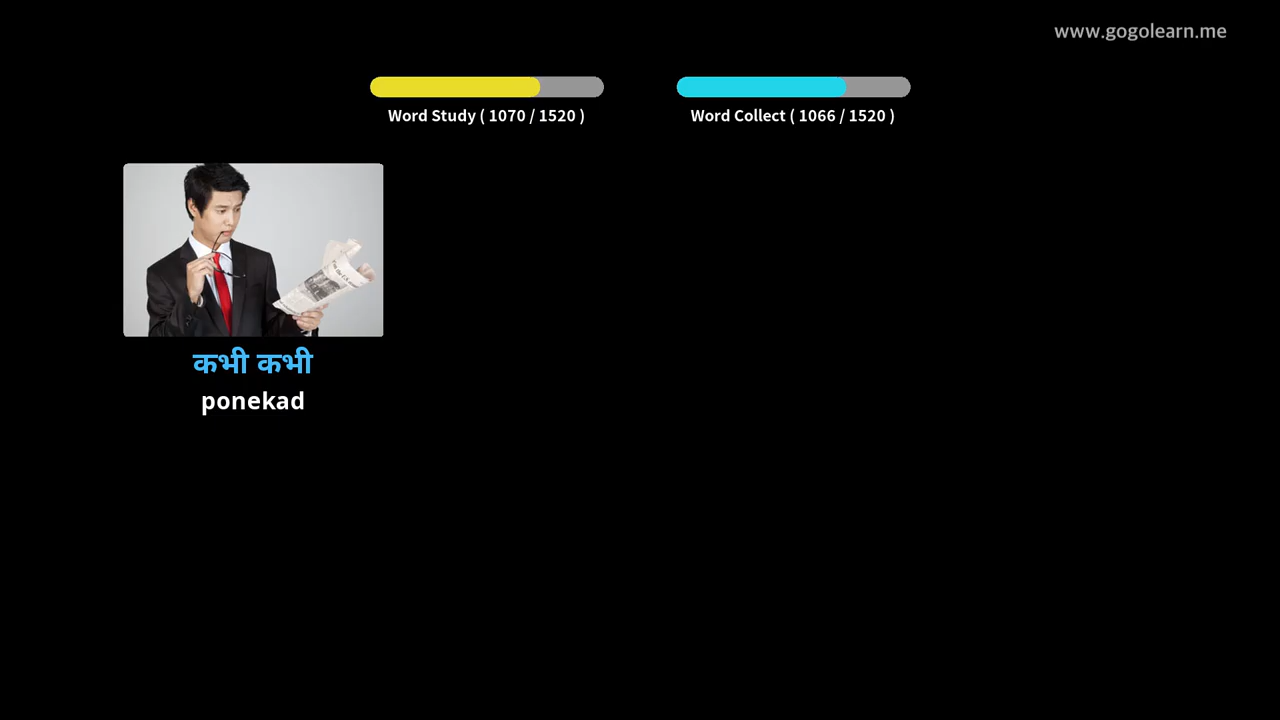 www.gogolearn.me
Word Study ( 1070 / 1520 )
Word Collect ( 1066 / 1520 )
कभी कभी
ponekad